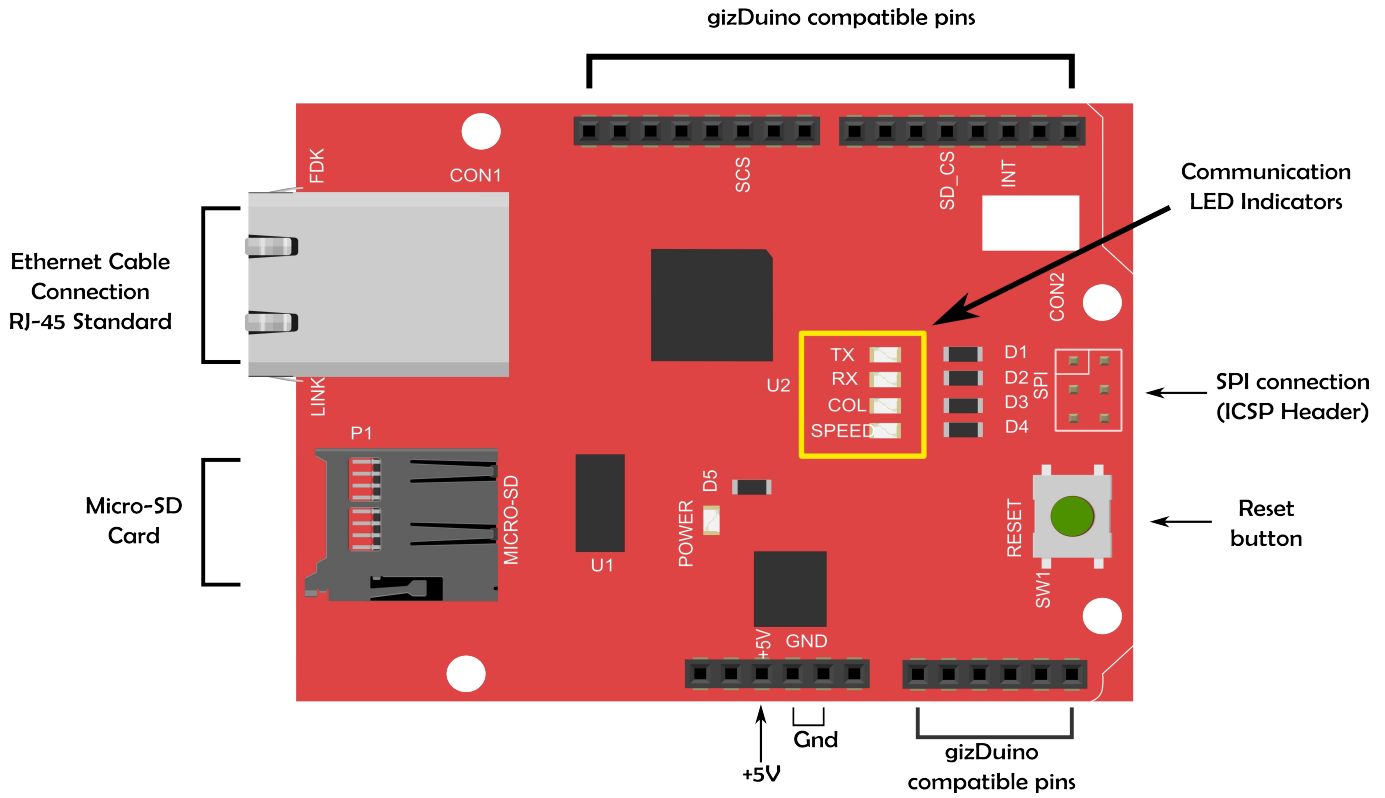 gizDuino compatible pins
FDK
CON1
SCS
SD_CS
INT
Communication
LED Indicators
Ethernet Cable
Connection
RJ-45 Standard
CON2
TX
RX
COL
SPEED
U2
D1
D2
D3
D4
SPI
SPI connection
(ICSP Header)
LINK
P1
Micro-SD
Card
MICRO-SD
U1
D5
POWER
RESET
SW1
Reset
button
+5V
GND
+5V
Gnd
gizDuino
compatible pins